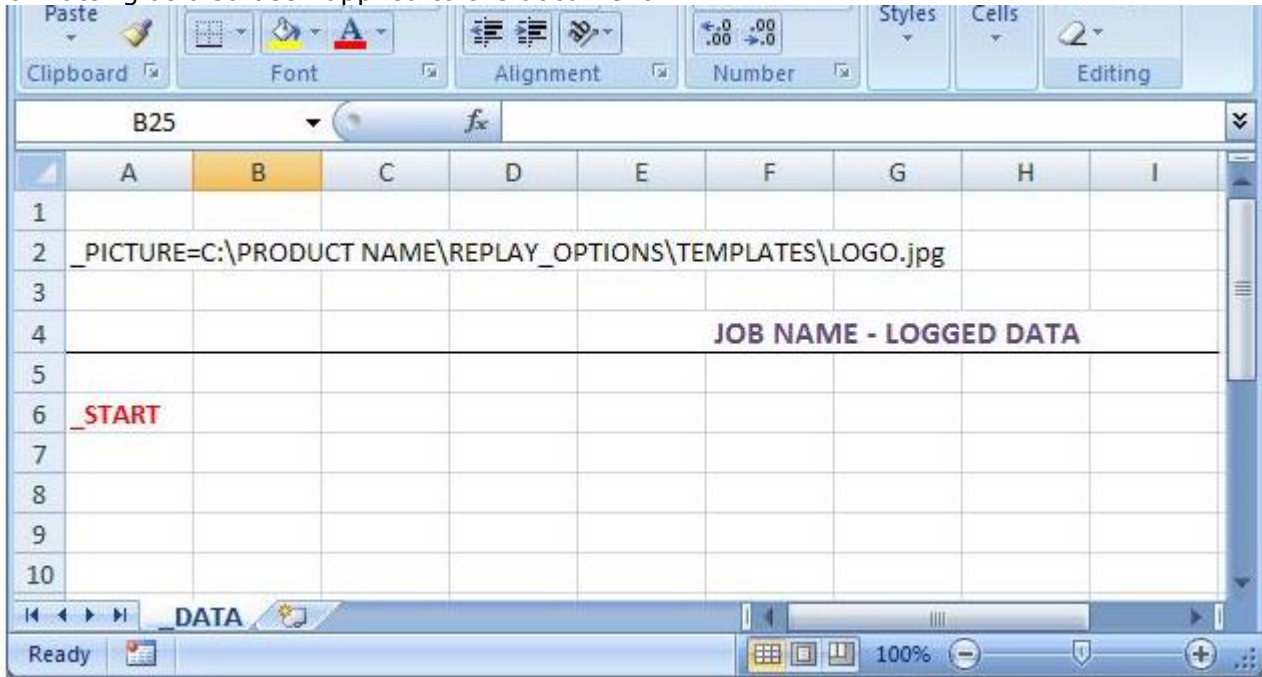 Paste Styles Cells
Clipboard Font Alignment Number Editing
B25 fx
A B C D E F G H I
1
2 _PICTURE=C:\PRODUCT NAME\REPLAY_OPTIONS\TEMPLATES\LOGO.jpg
3
4 JOB NAME - LOGGED DATA
5
6 _START
7
8
9
10
_DATA
Ready 100%